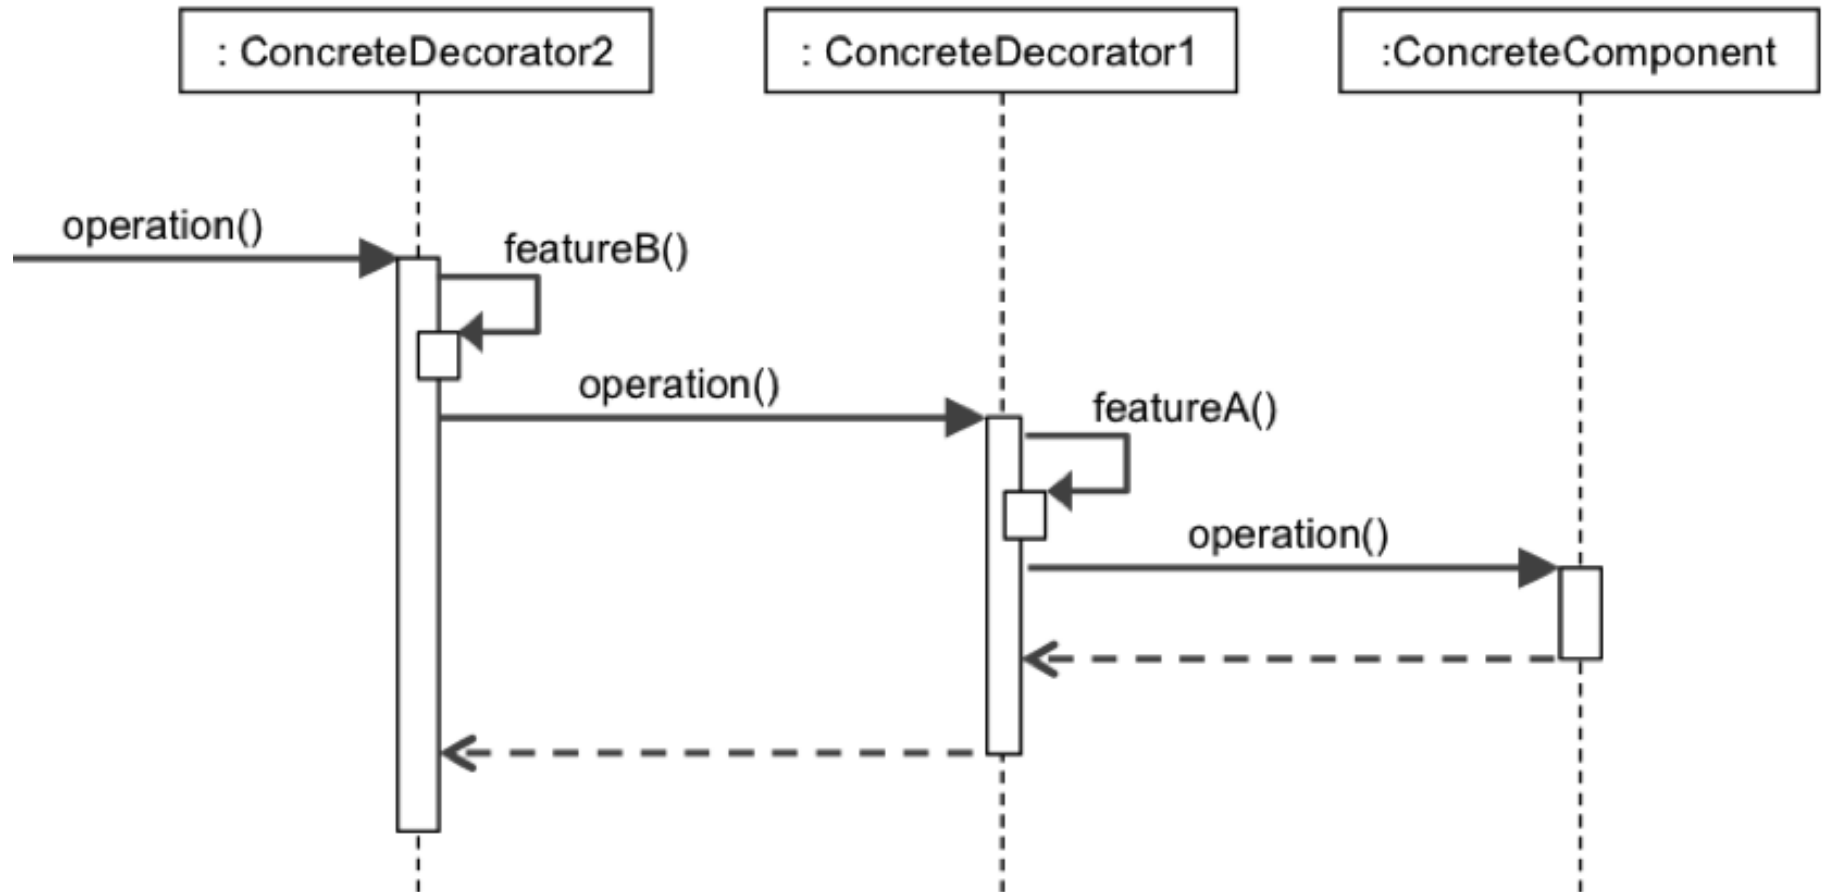 : ConcreteDecorator2
: ConcreteDecorator1
:ConcreteComponent
operation()
featureB()
operation()
featureA()
operation()